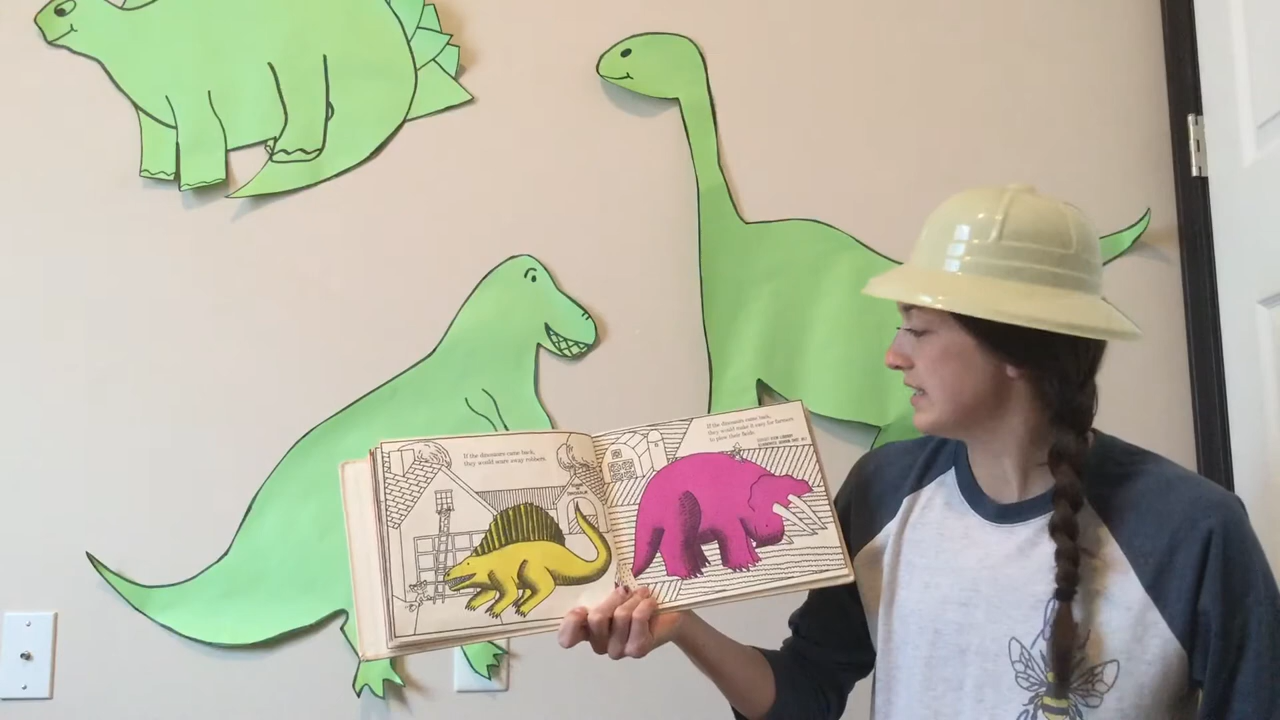 If the dinosaurs came back,
they would scare away robbers.
If the dinosaurs came back,
they would make it easy for farmers
to plow their fields.